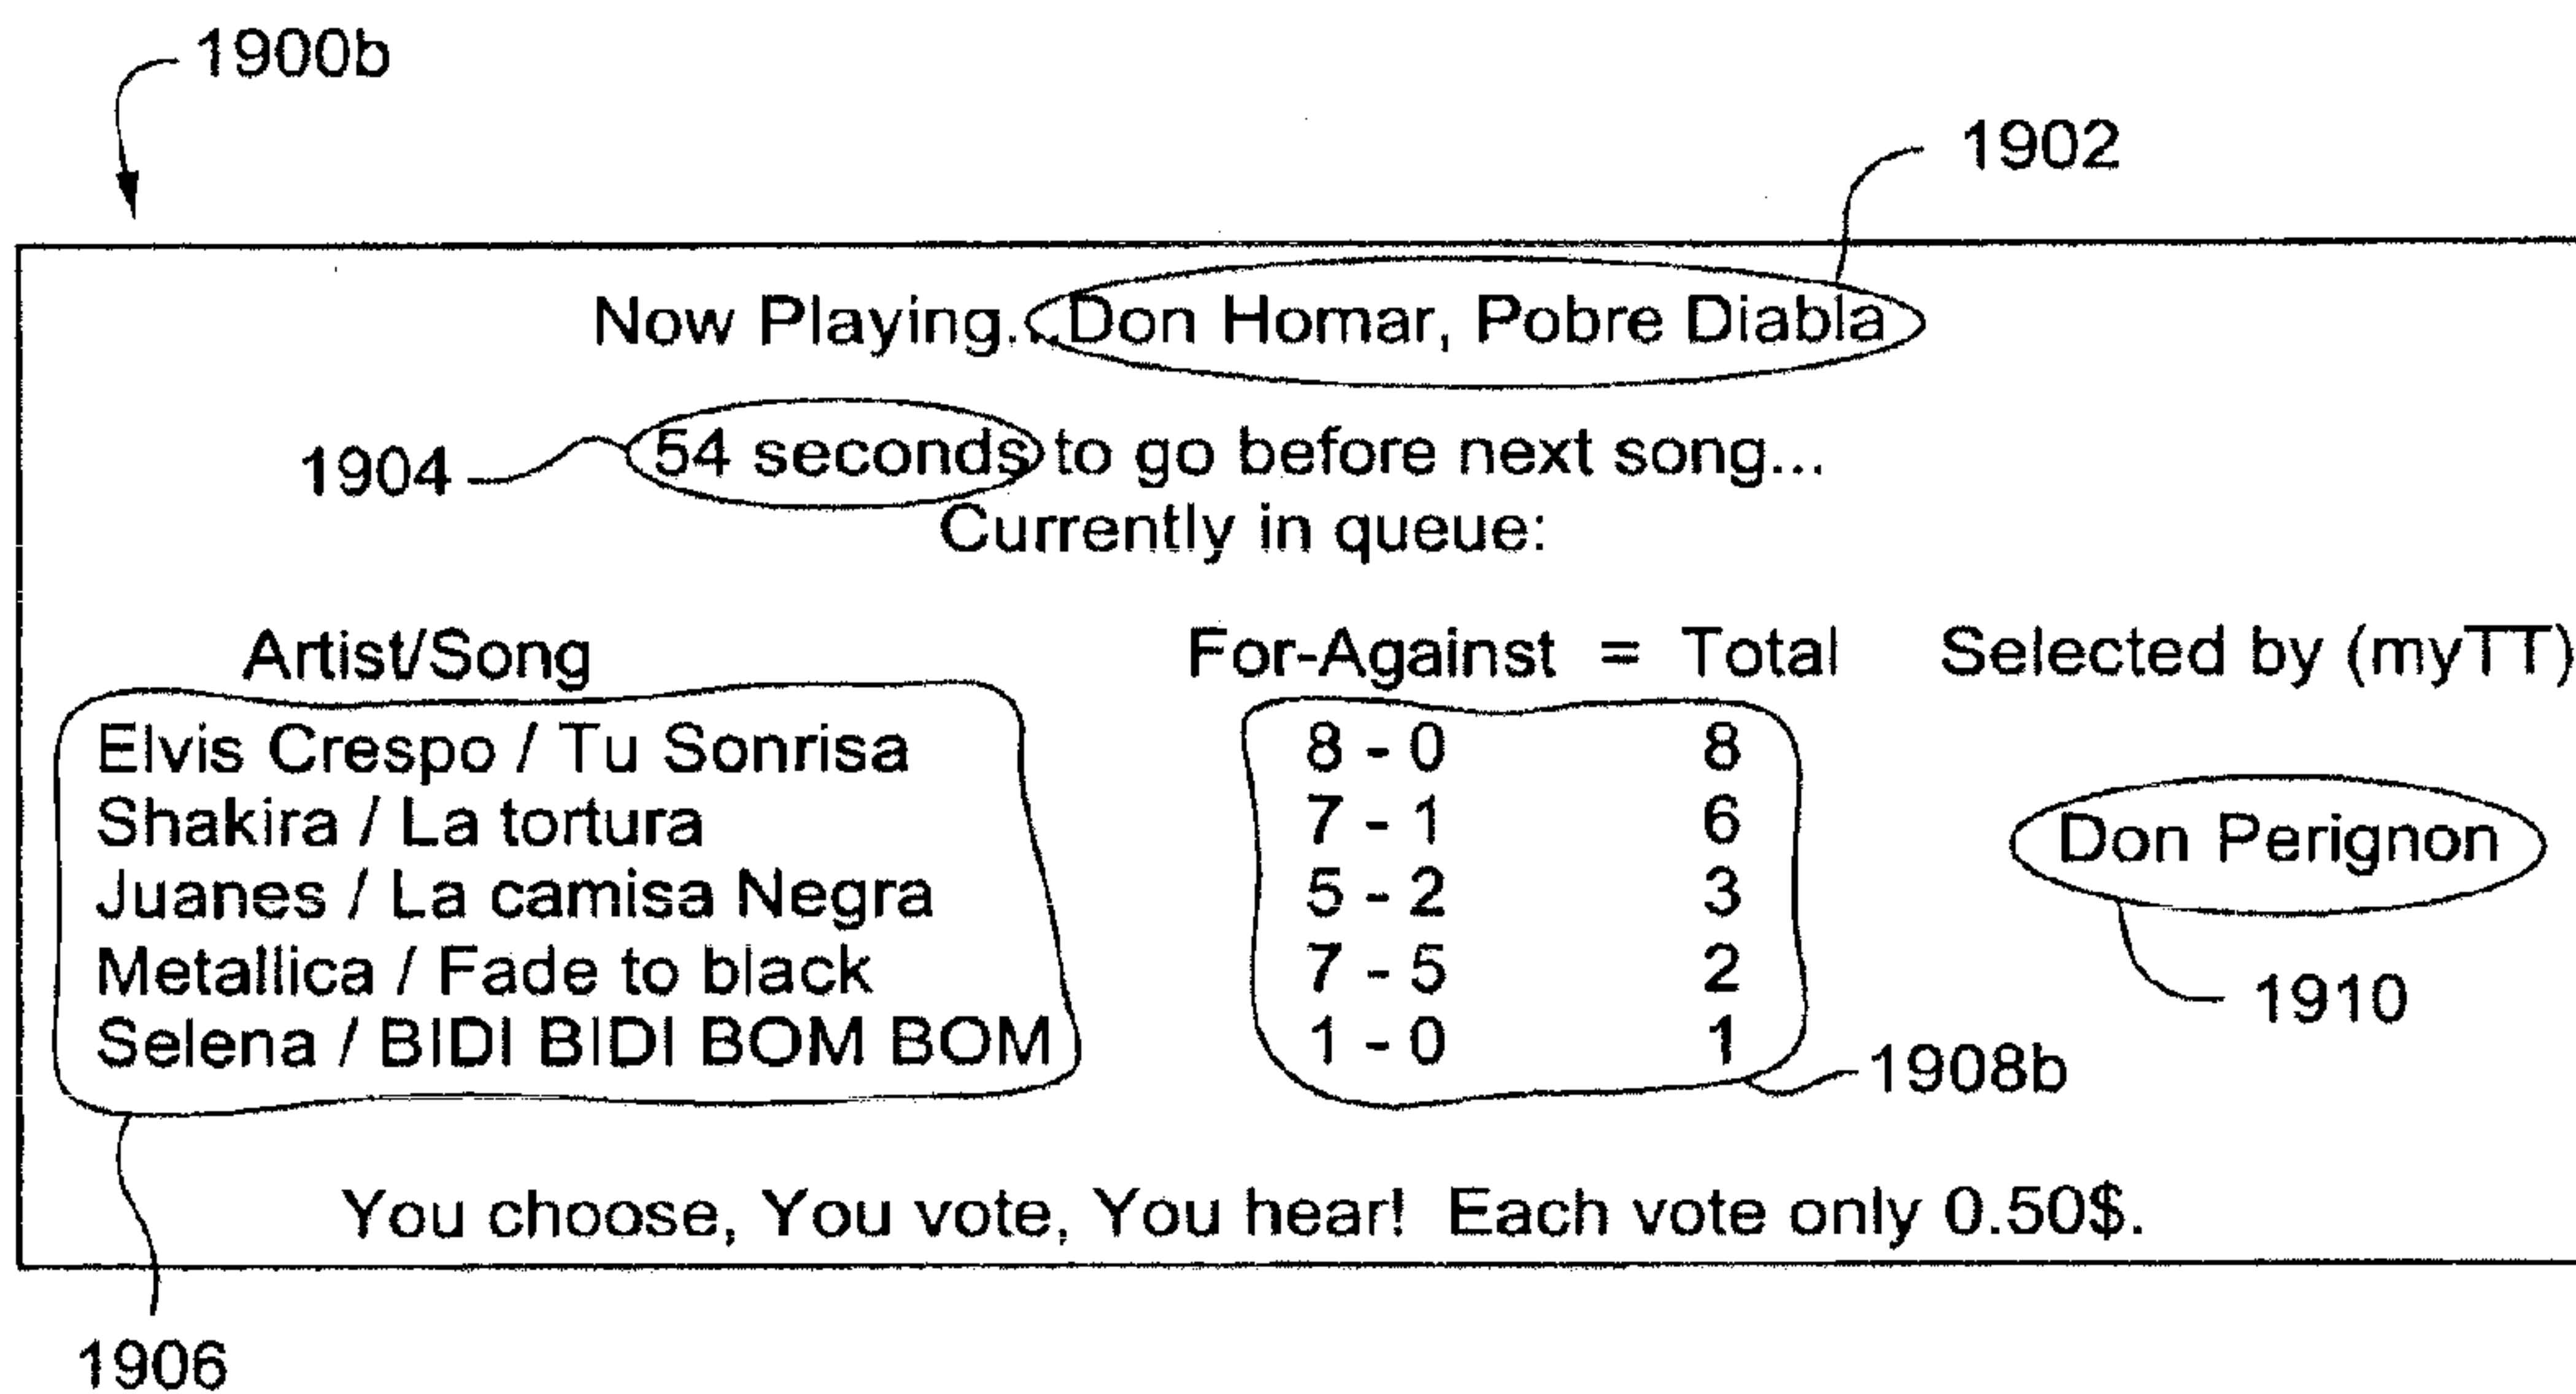 1900b
1902
Now Playing...Don Homar, Pobre Diabla
1904
54 seconds to go before next song...
Currently in queue:
Artist/Song For-Against = Total Selected by (myTT)
Elvis Crespo / Tu Sonrisa 8 - 0 8
Shakira / La tortura 7 - 1 6 Don Perignon
Juanes / La camisa Negra 5 - 2 3
Metallica / Fade to black 7 - 5 2 1910
Selena / BIDI BIDI BOM BOM 1 - 0 1 1908b
You choose, You vote, You hear! Each vote only 0.50$.
1906